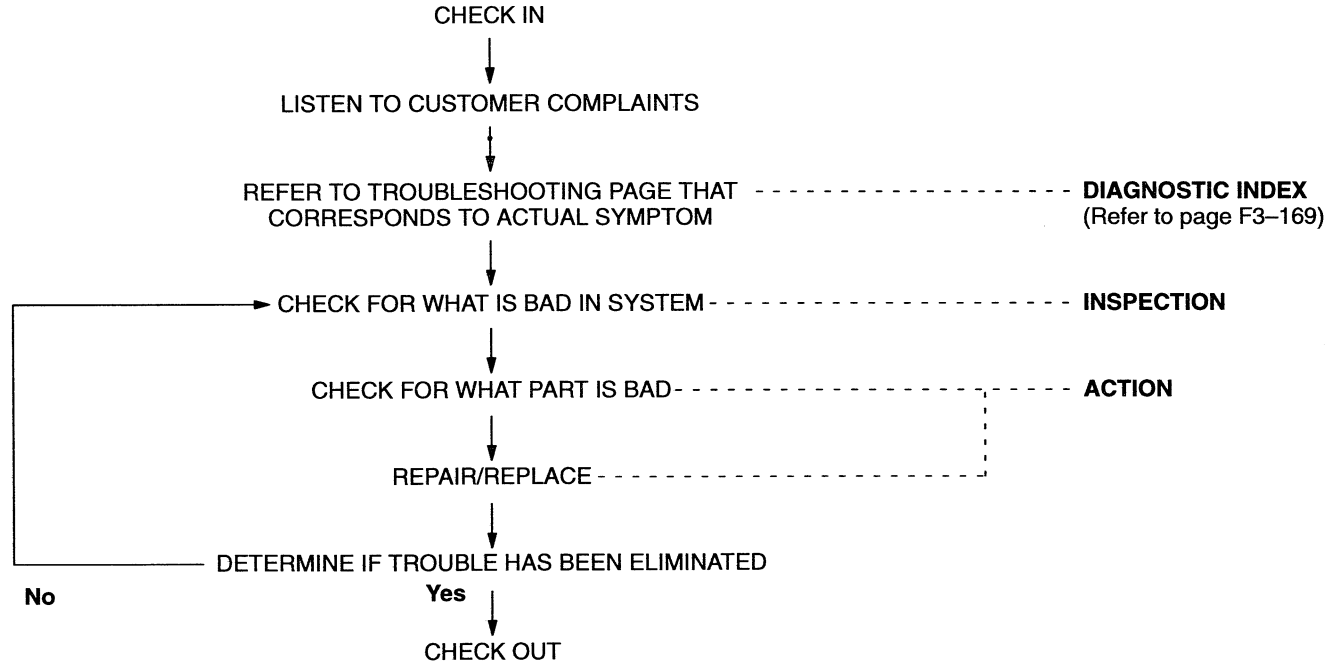 CHECK IN
LISTEN TO CUSTOMER COMPLAINTS
REFER TO TROUBLESHOOTING PAGE THAT
CORRESPONDS TO ACTUAL SYMPTOM
DIAGNOSTIC INDEX
(Refer to page F3–169)
CHECK FOR WHAT IS BAD IN SYSTEM
INSPECTION
CHECK FOR WHAT PART IS BAD
ACTION
REPAIR/REPLACE
DETERMINE IF TROUBLE HAS BEEN ELIMINATED
No
Yes
CHECK OUT